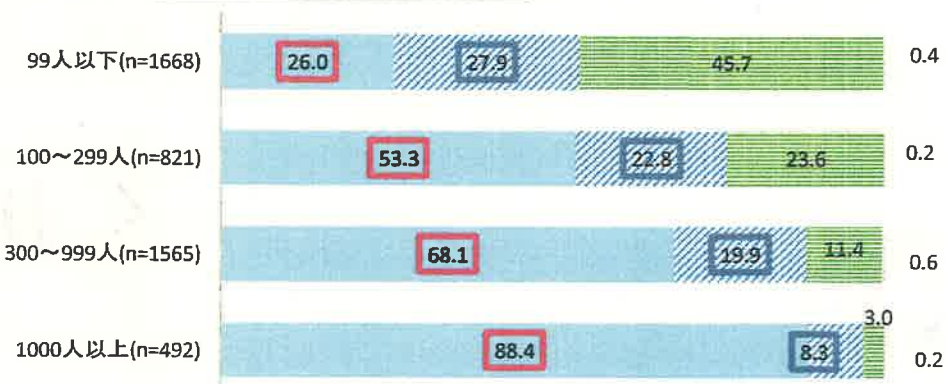 99人以下(n=1668) 26.0 27.9 45.7 0.4
100～299人(n=821) 53.3 22.8 23.6 0.2
300～999人(n=1565) 68.1 19.9 11.4 0.6
3.0
1000人以上(n=492) 88.4 8.3 0.2